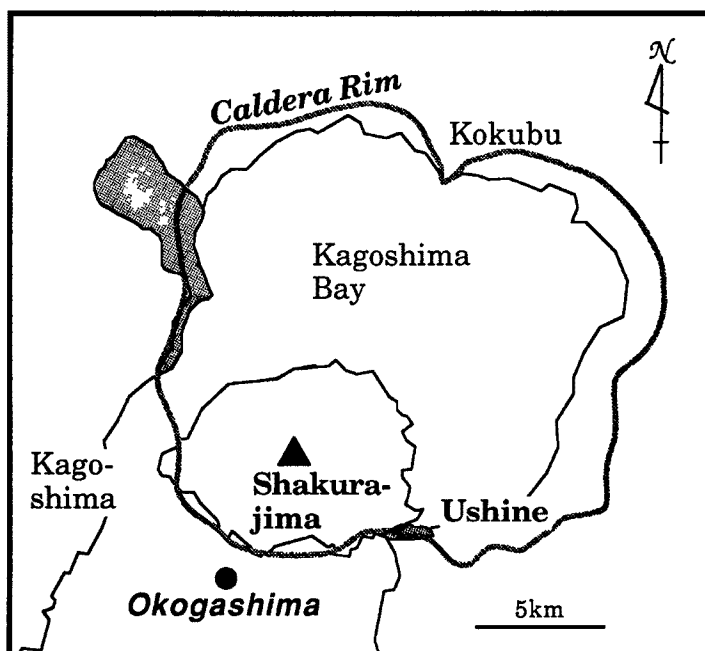 N
Caldera Rim
Kokubu
Kagoshima
Bay
Kago-
shima
Shakura-
jima
Ushine
Okogashima
5km